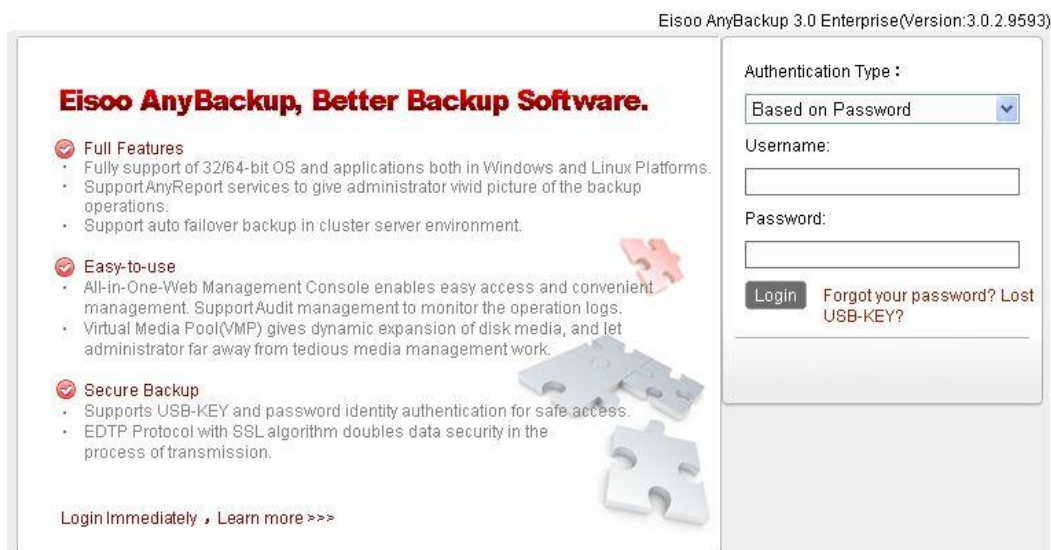 Eisoo AnyBackup 3.0 Enterprise(Version:3.0.2.9593)
Eisoo AnyBackup, Better Backup Software.
Full Features
· Fully support of 32/64-bit OS and applications both in Windows and Linux Platforms.
· Support AnyReport services to give administrator vivid picture of the backup
operations.
· Support auto failover backup in cluster server environment.
Easy-to-use
· All-in-One-Web Management Console enables easy access and convenient
management. Support Audit management to monitor the operation logs.
· Virtual Media Pool(VMP) gives dynamic expansion of disk media, and let
administrator far away from tedious media management work.
Secure Backup
· Supports USB-KEY and password identity authentication for safe access.
· EDTP Protocol with SSL algorithm doubles data security in the
process of transmission.
Login Immediately , Learn more >>>
Authentication Type :
Based on Password
Username:
Password:
Login
Forgot your password? Lost
USB-KEY?